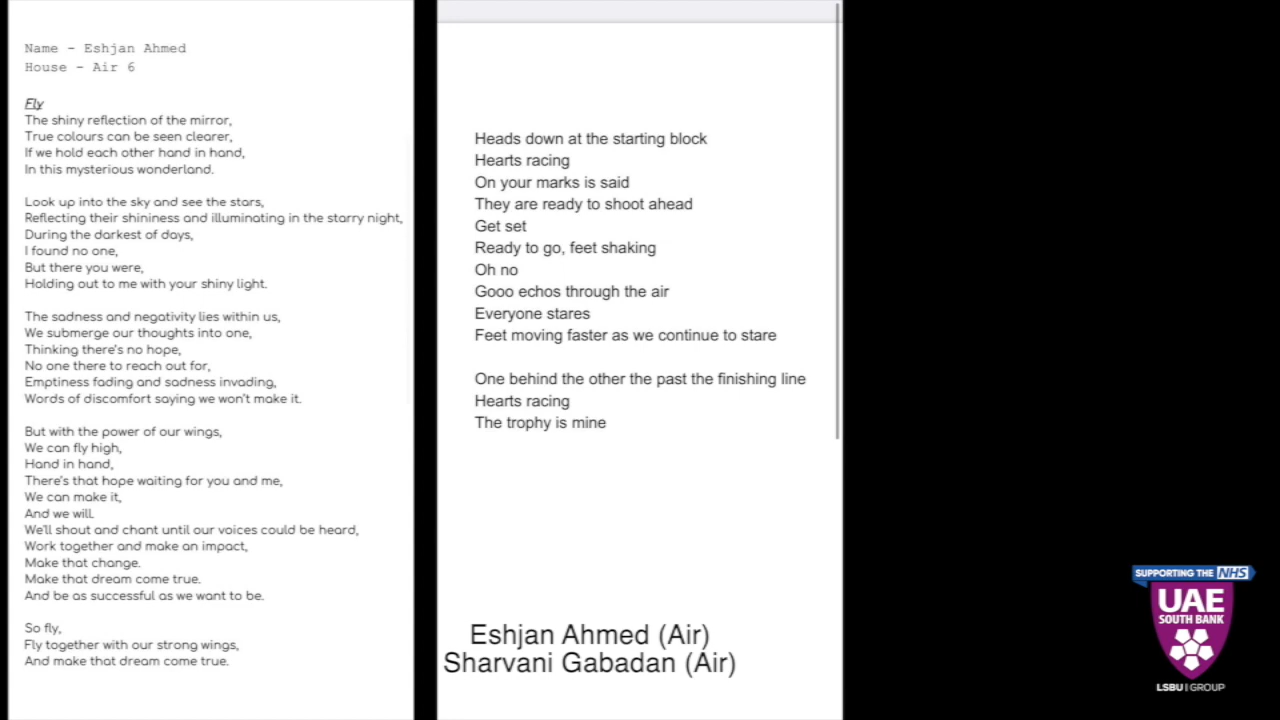 Name - Eshjan Ahmed
House - Air 6
Fly
The shiny reflection of the mirror,
True colours can be seen clearer,
If we hold each other hand in hand,
In this mysterious wonderland.
Look up into the sky and see the stars,
Reflecting their shininess and illuminating in the starry night,
During the darkest of days,
I found no one,
But there you were,
Holding out to me with your shiny light.
The sadness and negativity lies within us,
We submerge our thoughts into one,
Thinking there's no hope,
No one there to reach out for,
Emptiness fading and sadness invading,
Words of discomfort saying we won't make it.
But with the power of our wings,
We can fly high,
Hand in hand,
There's that hope waiting for you and me,
We can make it,
And we will.
We'll shout and chant until our voices could be heard,
Work together and make an impact,
Make that change.
Make that dream come true.
And be as successful as we want to be.
So fly,
Fly together with our strong wings,
And make that dream come true.
Heads down at the starting block
Hearts racing
On your marks is said
They are ready to shoot ahead
Get set
Ready to go, feet shaking
Oh no
Gooo echos through the air
Everyone stares
Feet moving faster as we continue to stare
One behind the other the past the finishing line
Hearts racing
The trophy is mine
Eshjan Ahmed (Air)
Sharvani Gabadan (Air)
SUPPORTING THE NHS
UAE
SOUTH BANK
LSBU | GROUP